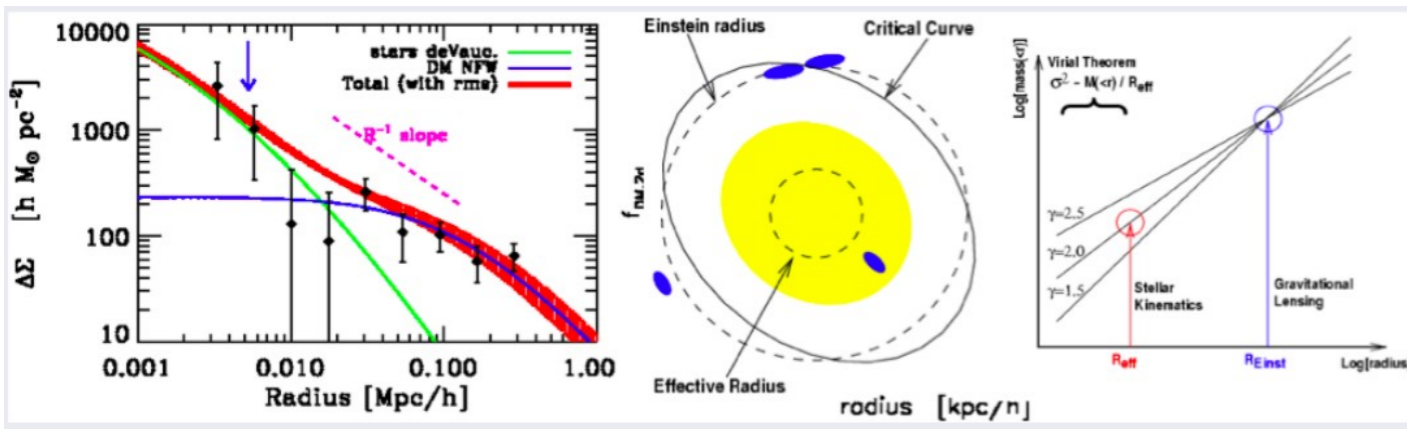 10000
1000
100
10
ΔΣ [h M⊙ pc⁻²]
stars deVauc.
DM NFW
Total (with rms)
R⁻¹ slope
0.001
0.010
0.100
1.00
Radius [Mpc/h]
Einstein radius
Critical Curve
Effective Radius
radius [kpc/h]
Log[mass(<r)]
Virial Theorem
σ² ~ M(<r) / Reff
γ=2.5
γ=2.0
γ=1.5
Stellar
Kinematics
Gravitational
Lensing
Reff
REinst
Log[radius]